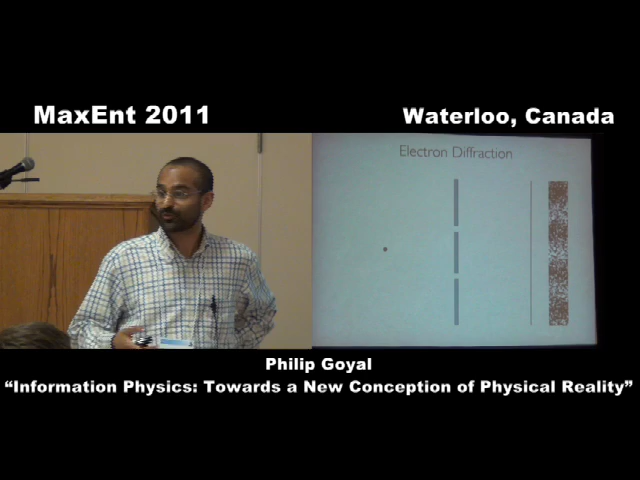 MaxEnt 2011
Waterloo, Canada
Electron Diffraction
Philip Goyal
“Information Physics: Towards a New Conception of Physical Reality”